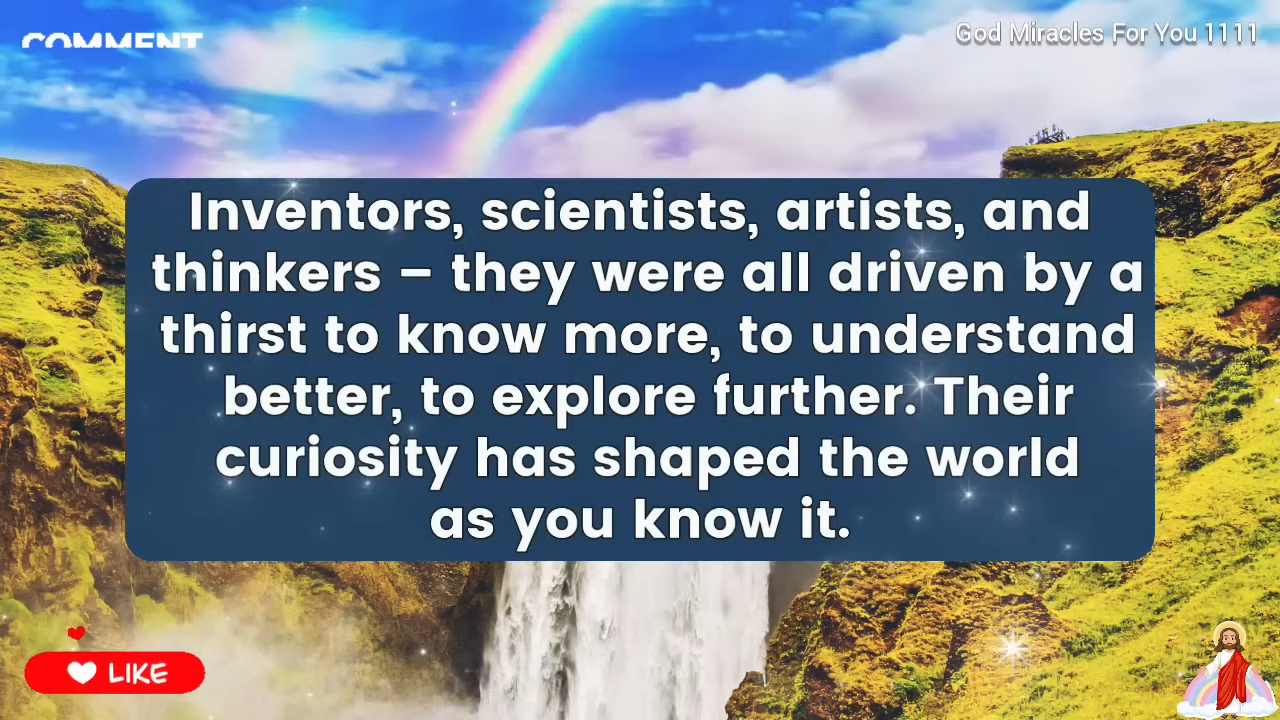 COMMENT
God Miracles For You 1111
Inventors, scientists, artists, and
thinkers – they were all driven by a
thirst to know more, to understand
better, to explore further. Their
curiosity has shaped the world
as you know it.
LIKE